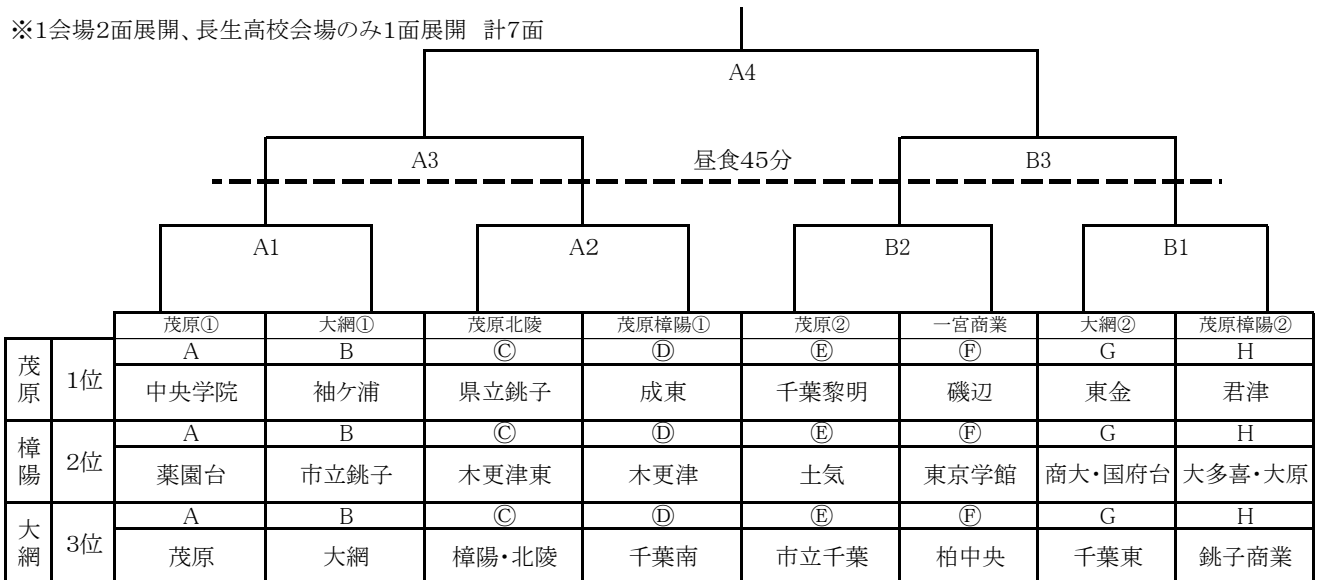 ※1会場2面展開、長生高校会場のみ1面展開 計7面
A4
A3 昼食45分 B3
A1 A2 B2 B1
茂原① 大網① 茂原北陵 茂原樟陽① 茂原② 一宮商業 大網② 茂原樟陽②
茂原 1位 A B Ⓒ Ⓓ Ⓔ Ⓕ G H
中央学院 袖ケ浦 県立銚子 成東 千葉黎明 磯辺 東金 君津
樟陽 2位 A B Ⓒ Ⓓ Ⓔ Ⓕ G H
薬園台 市立銚子 木更津東 木更津 土気 東京学館 商大・国府台 大多喜・大原
大網 3位 A B Ⓒ Ⓓ Ⓔ Ⓕ G H
茂原 大網 樟陽・北陵 千葉南 市立千葉 柏中央 千葉東 銚子商業